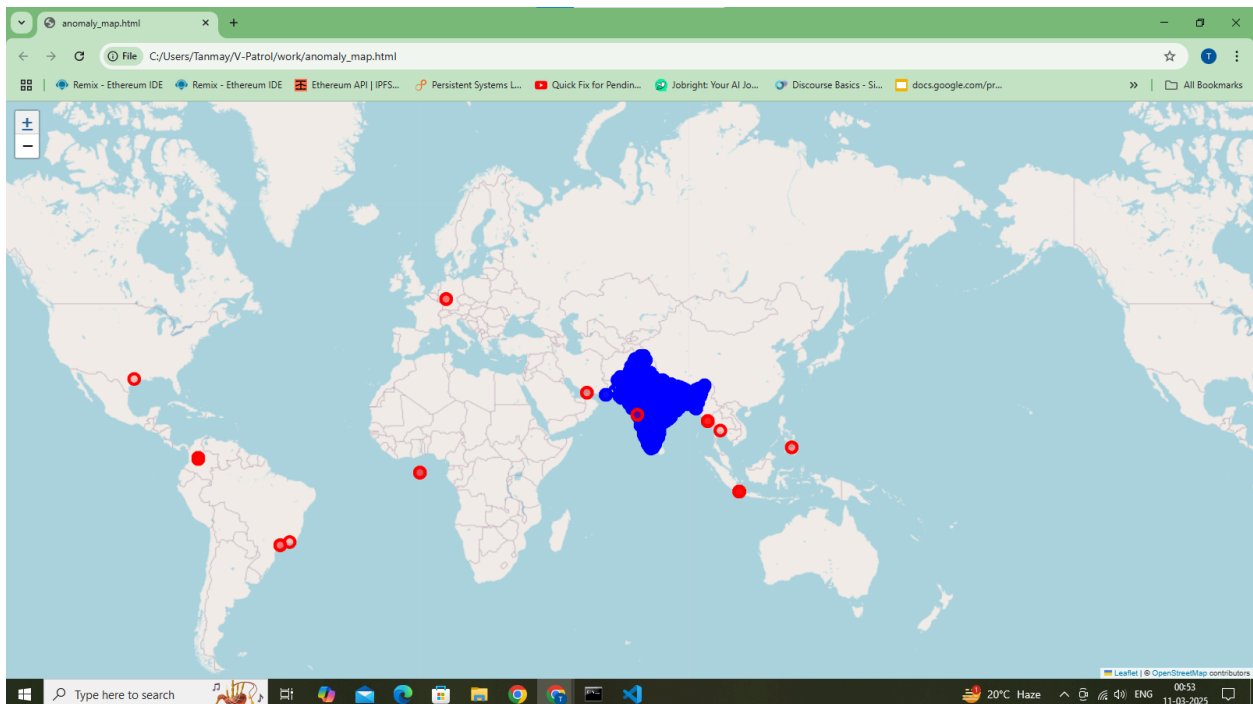 anomaly_map.html
File C:/Users/Tanmay/V-Patrol/work/anomaly_map.html
Remix - Ethereum IDE Remix - Ethereum IDE Ethereum API | IPFS... Persistent Systems L... Quick Fix for Pendin... Jobright: Your AI Jo... Discourse Basics - Si... docs.google.com/pr... » All Bookmarks
+
−
Leaflet | © OpenStreetMap contributors
Type here to search 20°C Haze ENG 00:53
11-03-2025